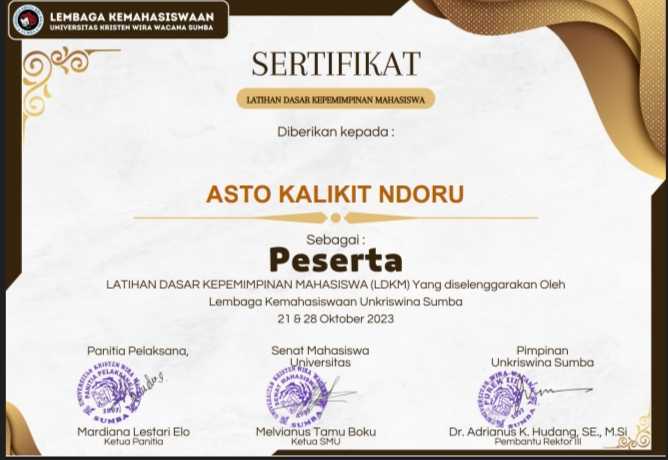 LEMBAGA KEMAHASISWAAN
UNIVERSITAS KRISTEN WIRA WACANA SUMBA
SERTIFIKAT
LATIHAN DASAR KEPEMIMPINAN MAHASISWA
Diberikan kepada :
ASTO KALIKIT NDORU
Sebagai :
Peserta
LATIHAN DASAR KEPEMIMPINAN MAHASISWA (LDKM) Yang diselenggarakan Oleh
Lembaga Kemahasiswaan Unkriswina Sumba
21 & 28 Oktober 2023
Panitia Pelaksana,
Mardiana Lestari Elo
Ketua Panitia
Senat Mahasiswa
Universitas
Melvianus Tamu Boku
Ketua SMU
Pimpinan
Unkriswina Sumba
Dr. Adrianus K. Hudang, SE., M.Si
Pembantu Rektor III